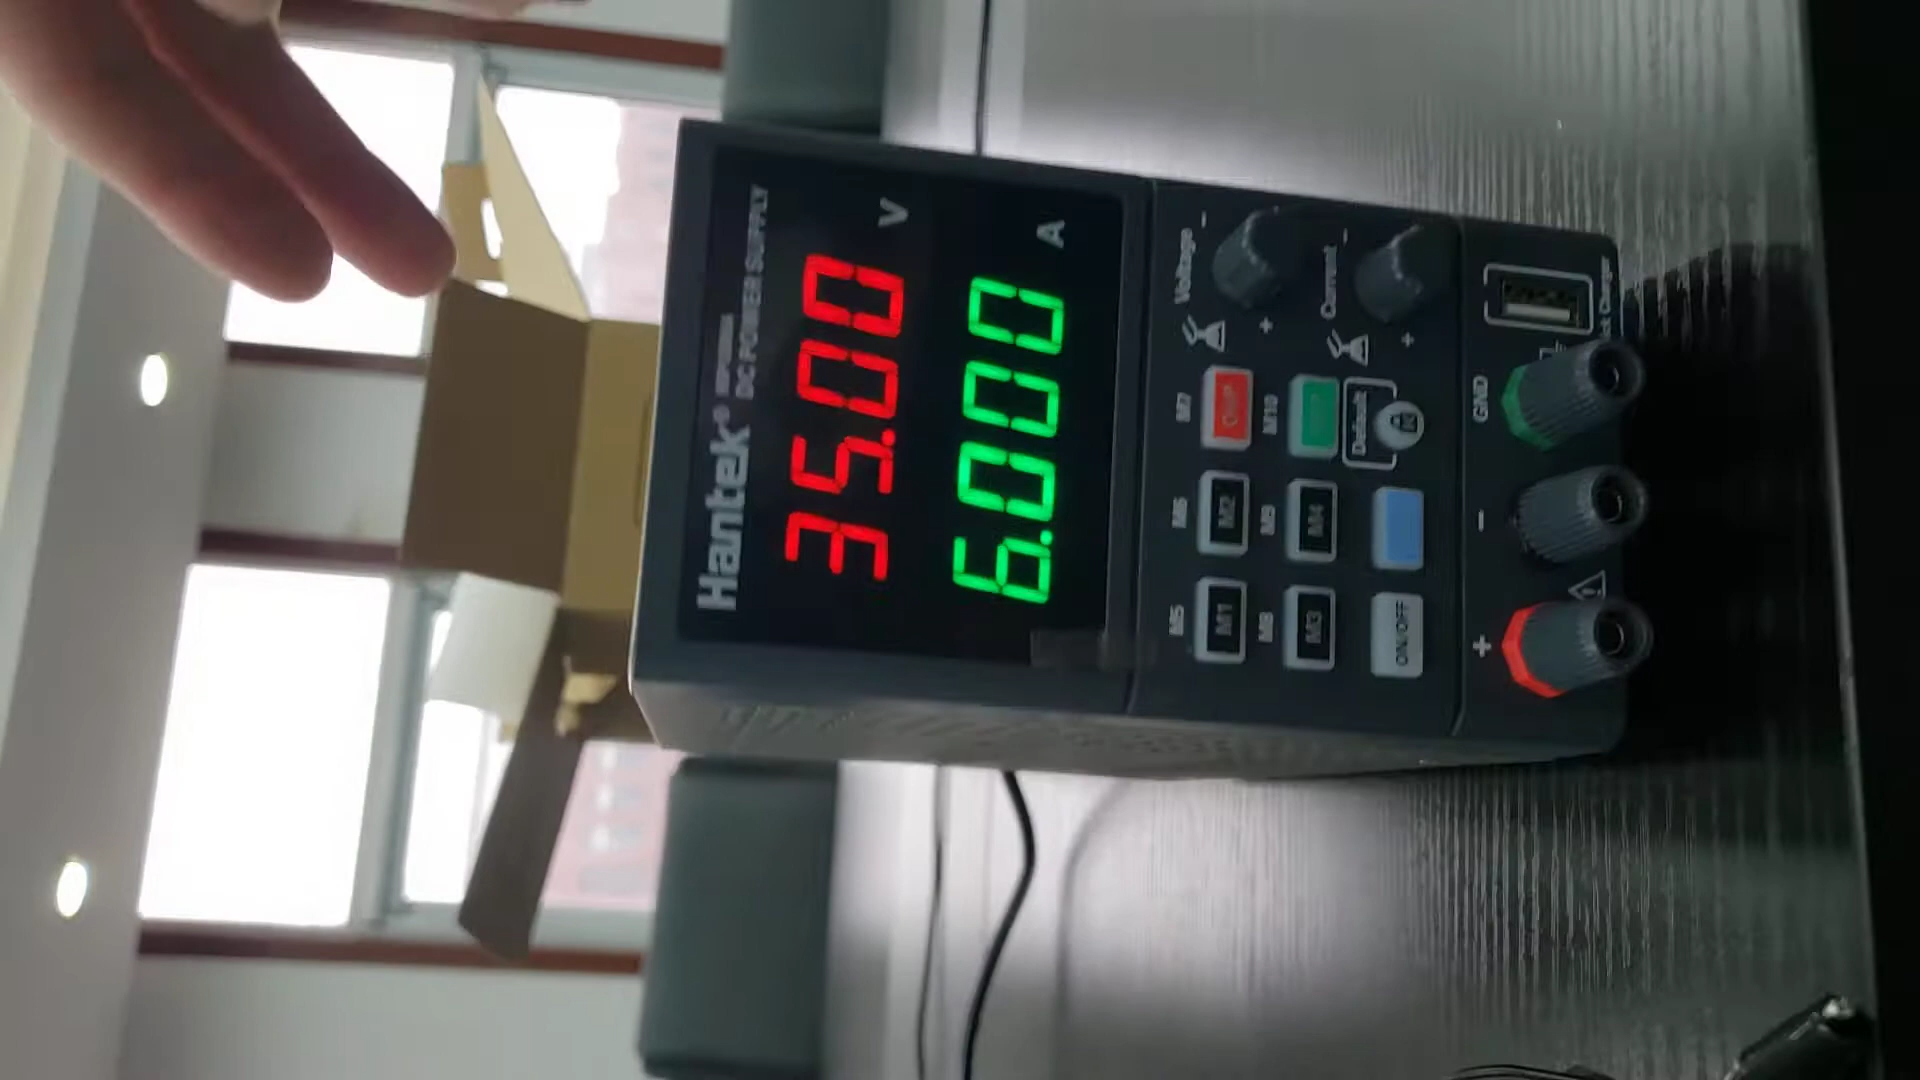 Hantek®
DC POWER SUPPLY
35.00 V
6.000 A
Voltage - +
Current - +
M5 M6 M7
M1 M2 OVP
M8 M9 M10
M3 M4
ON/OFF Default
+ - GND